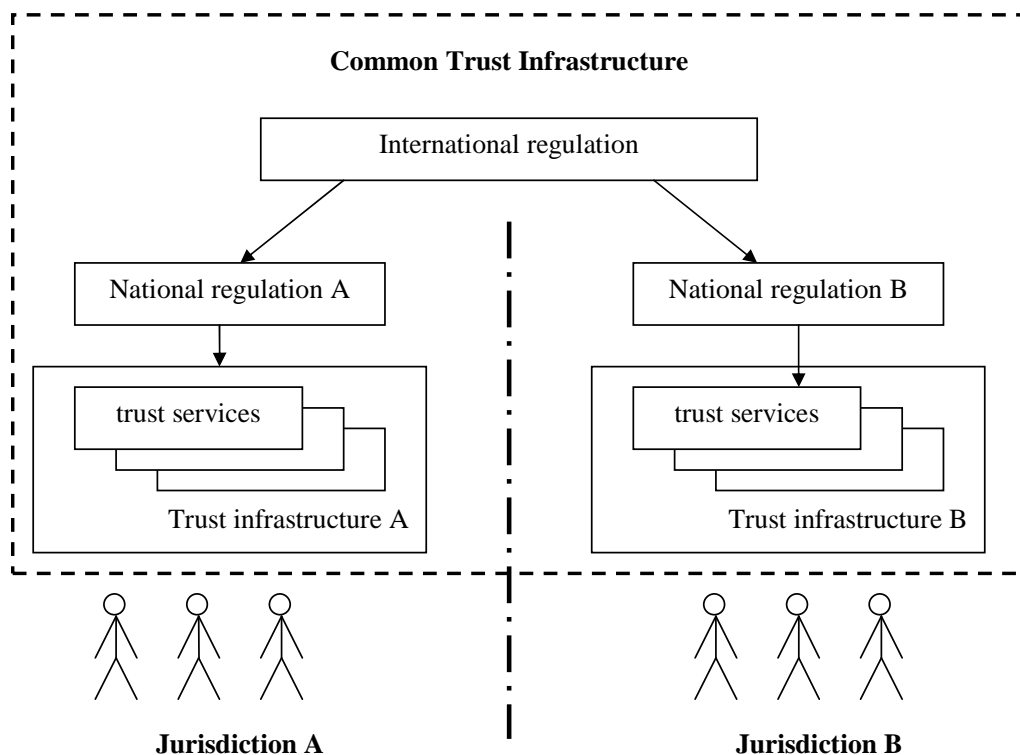 Common Trust Infrastructure
International regulation
National regulation A
National regulation B
trust services
trust services
Trust infrastructure A
Trust infrastructure B
Jurisdiction A
Jurisdiction B